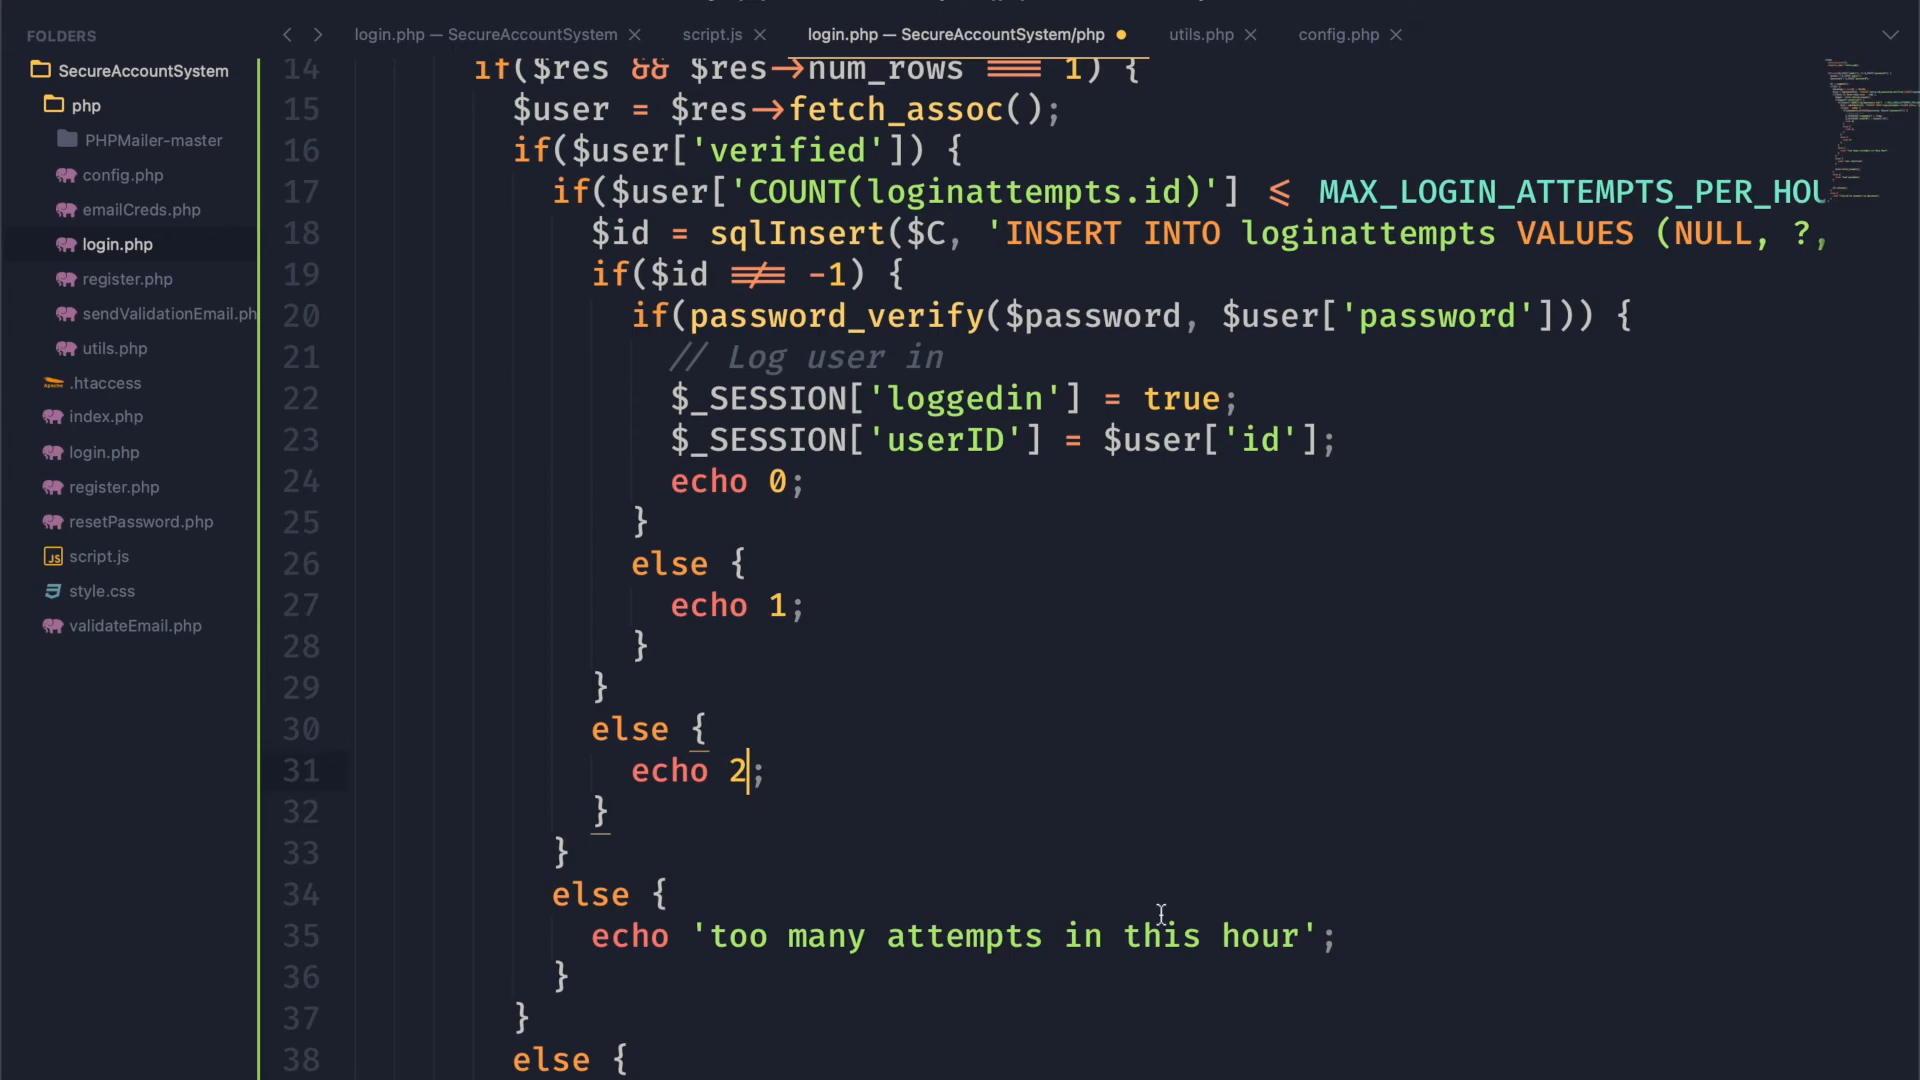 FOLDERS
SecureAccountSystem
php
PHPMailer-master
config.php
emailCreds.php
login.php
register.php
sendValidationEmail.ph
utils.php
.htaccess
index.php
login.php
register.php
resetPassword.php
script.js
style.css
validateEmail.php
login.php — SecureAccountSystem
script.js
login.php — SecureAccountSystem/php
utils.php
config.php
14 if($res && $res->num_rows === 1) {
15 $user = $res->fetch_assoc();
16 if($user['verified']) {
17 if($user['COUNT(loginattempts.id)'] <= MAX_LOGIN_ATTEMPTS_PER_HOU
18 $id = sqlInsert($C, 'INSERT INTO loginattempts VALUES (NULL, ?,
19 if($id !== -1) {
20 if(password_verify($password, $user['password'])) {
21 // Log user in
22 $_SESSION['loggedin'] = true;
23 $_SESSION['userID'] = $user['id'];
24 echo 0;
25 }
26 else {
27 echo 1;
28 }
29 }
30 else {
31 echo 2;
32 }
33 }
34 else {
35 echo 'too many attempts in this hour';
36 }
37 }
38 else {